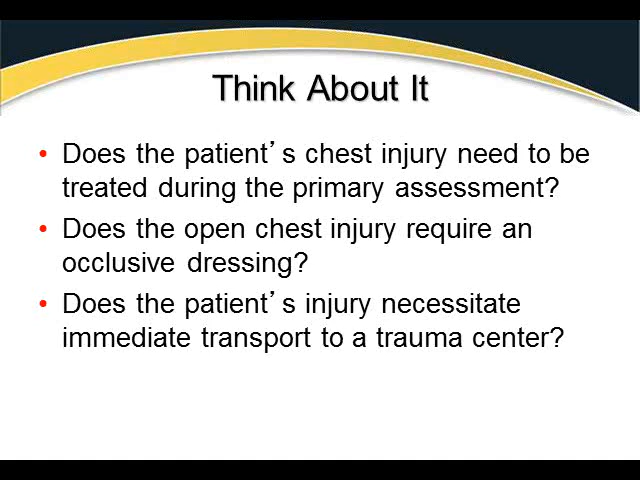 Think About It
• Does the patient’s chest injury need to be
treated during the primary assessment?
• Does the open chest injury require an
occlusive dressing?
• Does the patient’s injury necessitate
immediate transport to a trauma center?